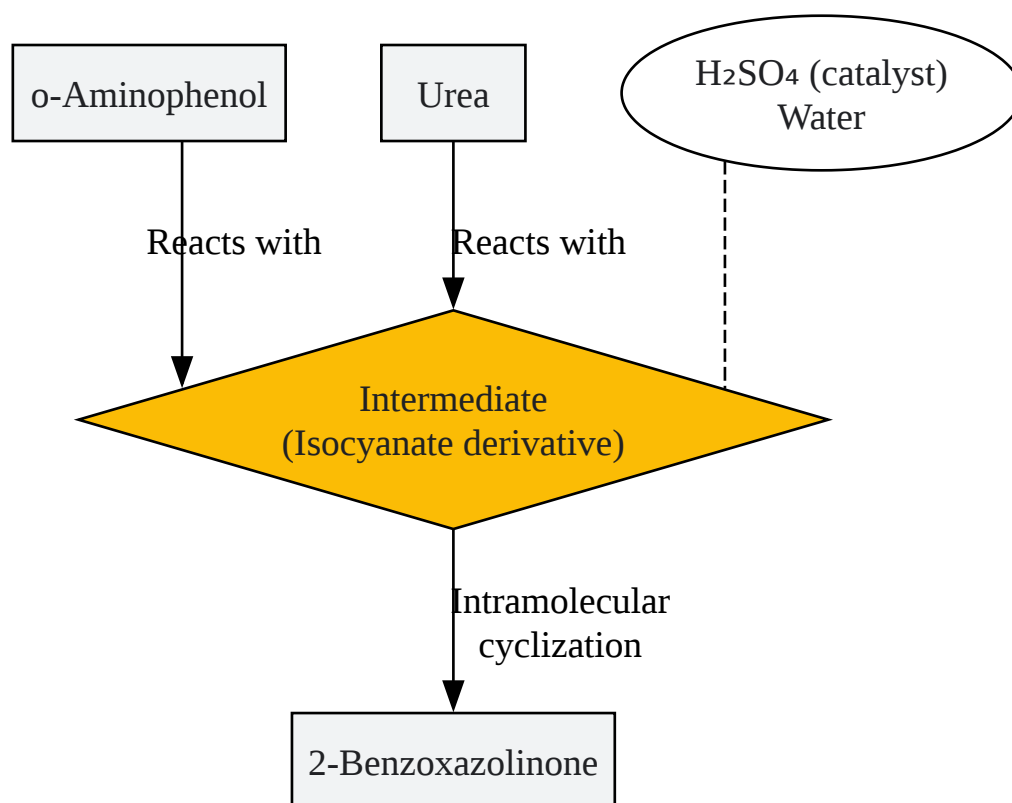 o-Aminophenol
Urea
H₂SO₄ (catalyst)
Water
Reacts with
Reacts with
Intermediate
(Isocyanate derivative)
Intramolecular
cyclization
2-Benzoxazolinone